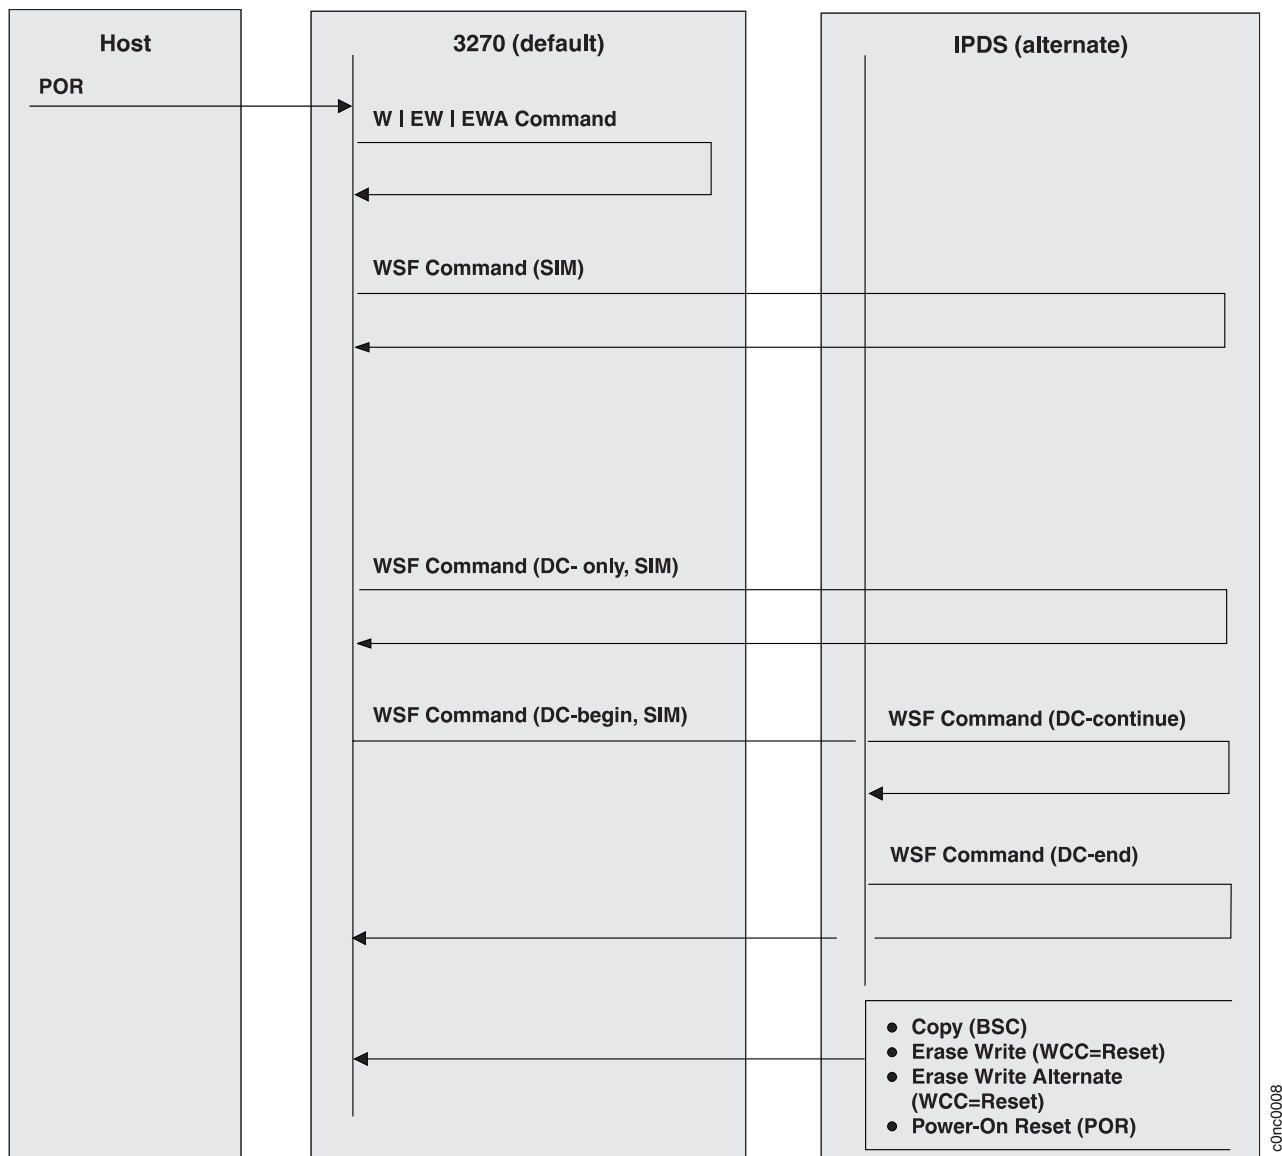 Host
3270 (default)
IPDS (alternate)
POR
W | EW | EWA Command
WSF Command (SIM)
WSF Command (DC- only, SIM)
WSF Command (DC-begin, SIM)
WSF Command (DC-continue)
WSF Command (DC-end)
● Copy (BSC)
● Erase Write (WCC=Reset)
● Erase Write Alternate
(WCC=Reset)
● Power-On Reset (POR)
c0nc0008